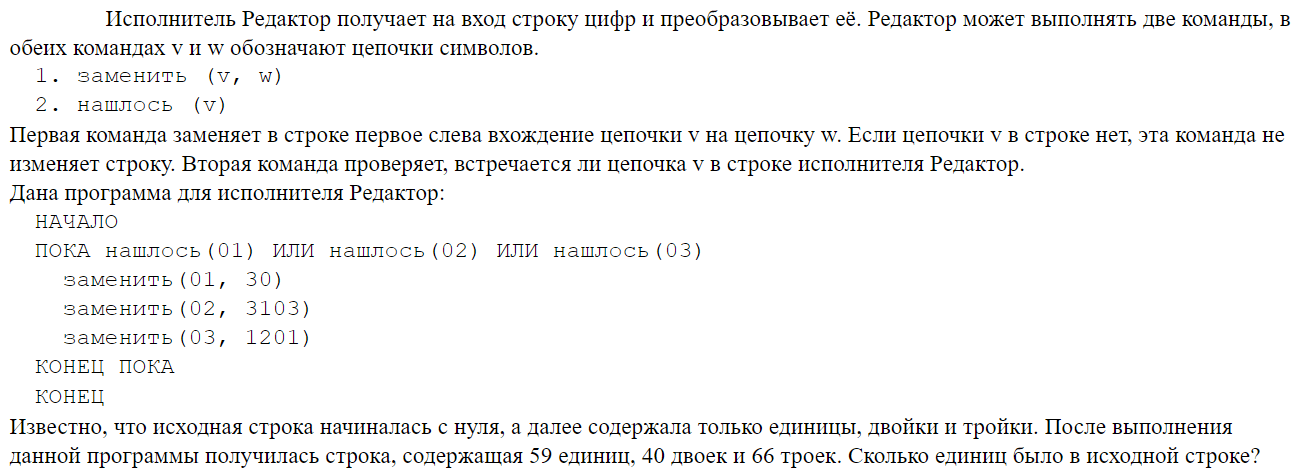 Исполнитель Редактор получает на вход строку цифр и преобразовывает её. Редактор может выполнять две команды, в
обеих командах v и w обозначают цепочки символов.
1. заменить (v, w)
2. нашлось (v)
Первая команда заменяет в строке первое слева вхождение цепочки v на цепочку w. Если цепочки v в строке нет, эта команда не
изменяет строку. Вторая команда проверяет, встречается ли цепочка v в строке исполнителя Редактор.
Дана программа для исполнителя Редактор:
НАЧАЛО
ПОКА нашлось(01) ИЛИ нашлось(02) ИЛИ нашлось(03)
заменить(01, 30)
заменить(02, 3103)
заменить(03, 1201)
КОНЕЦ ПОКА
КОНЕЦ
Известно, что исходная строка начиналась с нуля, а далее содержала только единицы, двойки и тройки. После выполнения
данной программы получилась строка, содержащая 59 единиц, 40 двоек и 66 троек. Сколько единиц было в исходной строке?